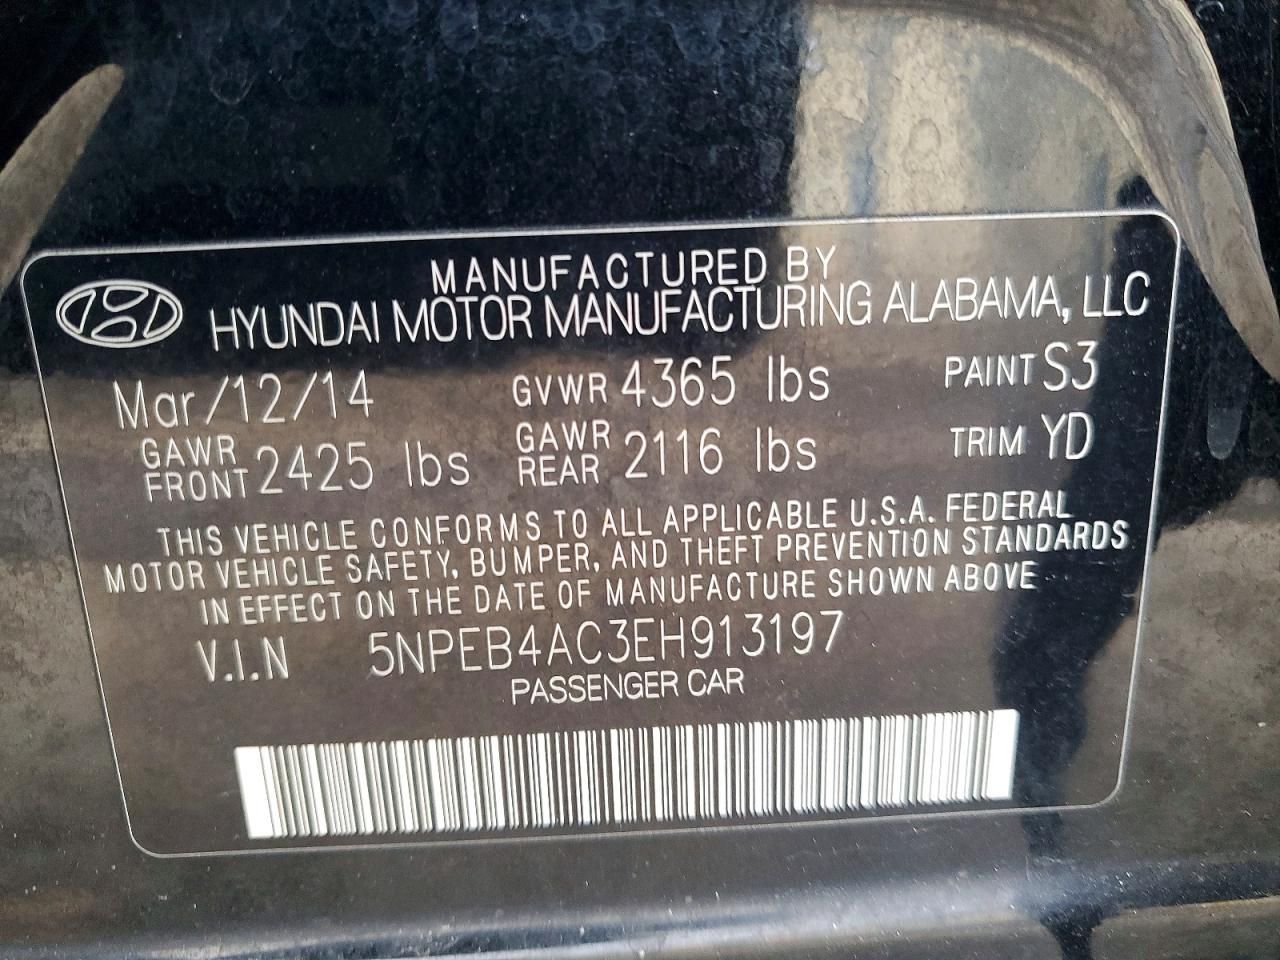 MANUFACTURED BY
HYUNDAI MOTOR MANUFACTURING ALABAMA, LLC
Mar/12/14 GVWR 4365 lbs PAINT S3
GAWR FRONT 2425 lbs GAWR REAR 2116 lbs TRIM YD
THIS VEHICLE CONFORMS TO ALL APPLICABLE U.S.A. FEDERAL
MOTOR VEHICLE SAFETY, BUMPER, AND THEFT PREVENTION STANDARDS
IN EFFECT ON THE DATE OF MANUFACTURE SHOWN ABOVE
V.I.N 5NPEB4AC3EH913197
PASSENGER CAR